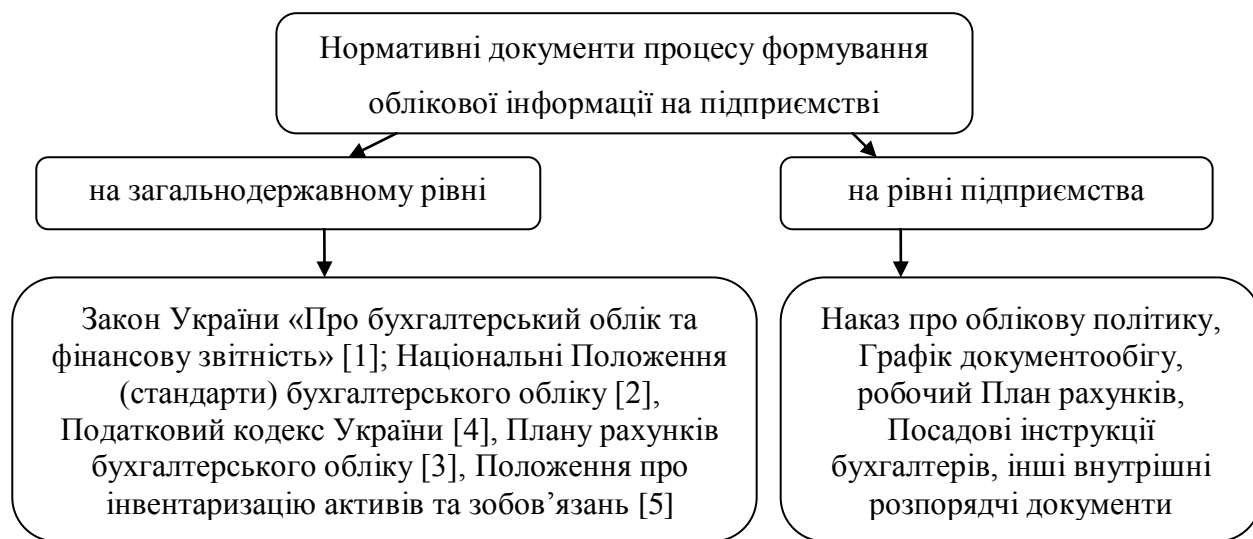 Нормативні документи процесу формування
облікової інформації на підприємстві
на загальнодержавному рівні
на рівні підприємства
Закон України «Про бухгалтерський облік та
фінансову звітність» [1]; Національні Положення
(стандарти) бухгалтерського обліку [2],
Податковий кодекс України [4], Плану рахунків
бухгалтерського обліку [3], Положення про
інвентаризацію активів та зобов’язань [5]
Наказ про облікову політику,
Графік документообігу,
робочий План рахунків,
Посадові інструкції
бухгалтерів, інші внутрішні
розпорядчі документи